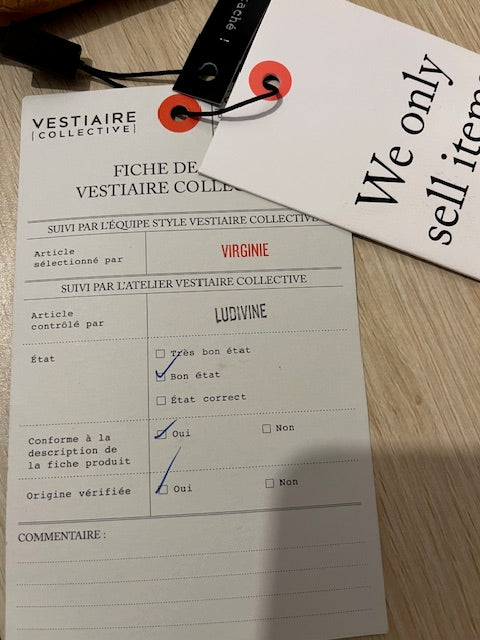 caché !
We only
sell items
VESTIAIRE
[COLLECTIVE]
FICHE DE
VESTIAIRE COLLEC
SUIVI PAR L'ÉQUIPE STYLE VESTIAIRE COLLECTIVE
Article
sélectionné par
VIRGINIE
SUIVI PAR L'ATELIER VESTIAIRE COLLECTIVE
Article
contrôlé par
LUDIVINE
État
Très bon état
Bon état
État correct
Conforme à la
description de
la fiche produit
Oui
Non
Origine vérifiée
Oui
Non
COMMENTAIRE :